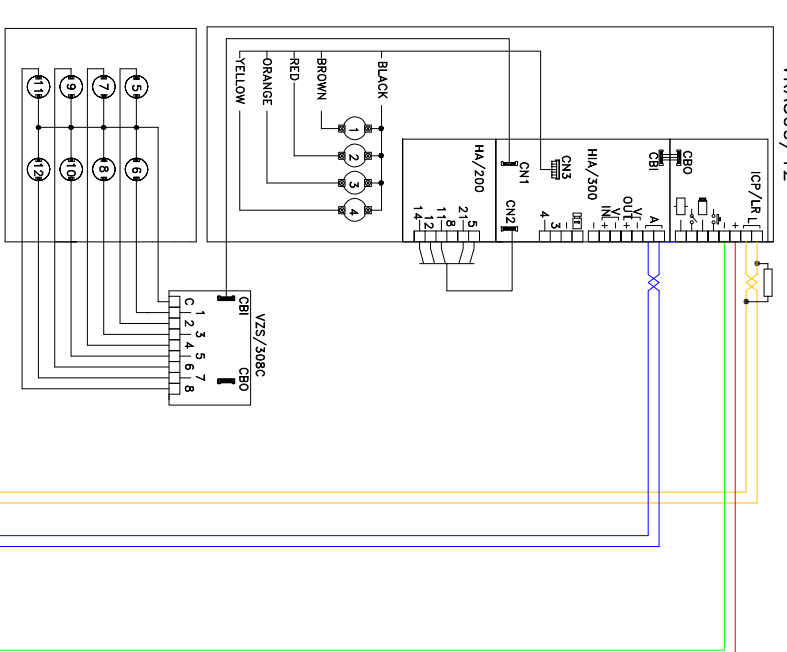 YELLOW
ORANGE
RED
BROWN
BLACK
1
2
3
4
11
9
7
5
12
10
8
6
HA/200
14
12
11
8
21
5
CN1
CN2
CN3
HIA/300
4
3
-
-
+
V
IN
-
+
V
OUT
A
CBI
CBO
ICP/LR
-
+
L
VZS/308C
CBI
CBO
C
1
2
3
4
5
6
7
8